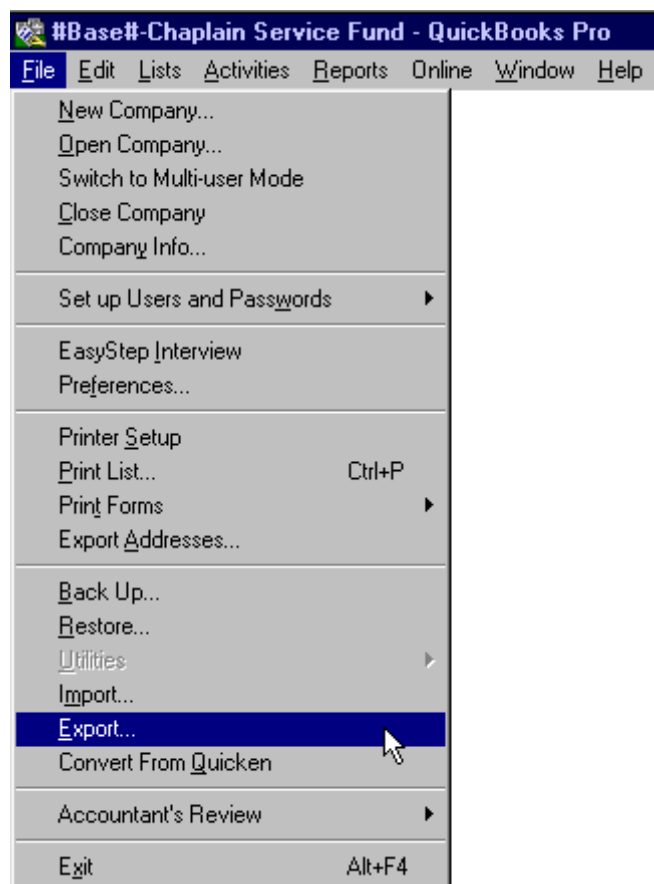 #Base#-Chaplain Service Fund - QuickBooks Pro
File Edit Lists Activities Reports Online Window Help
New Company...
Open Company...
Switch to Multi-user Mode
Close Company
Company Info...
Set up Users and Passwords
EasyStep Interview
Preferences...
Printer Setup
Print List... Ctrl+P
Print Forms
Export Addresses...
Back Up...
Restore...
Utilities
Import...
Export...
Convert From Quicken
Accountant's Review
Exit Alt+F4